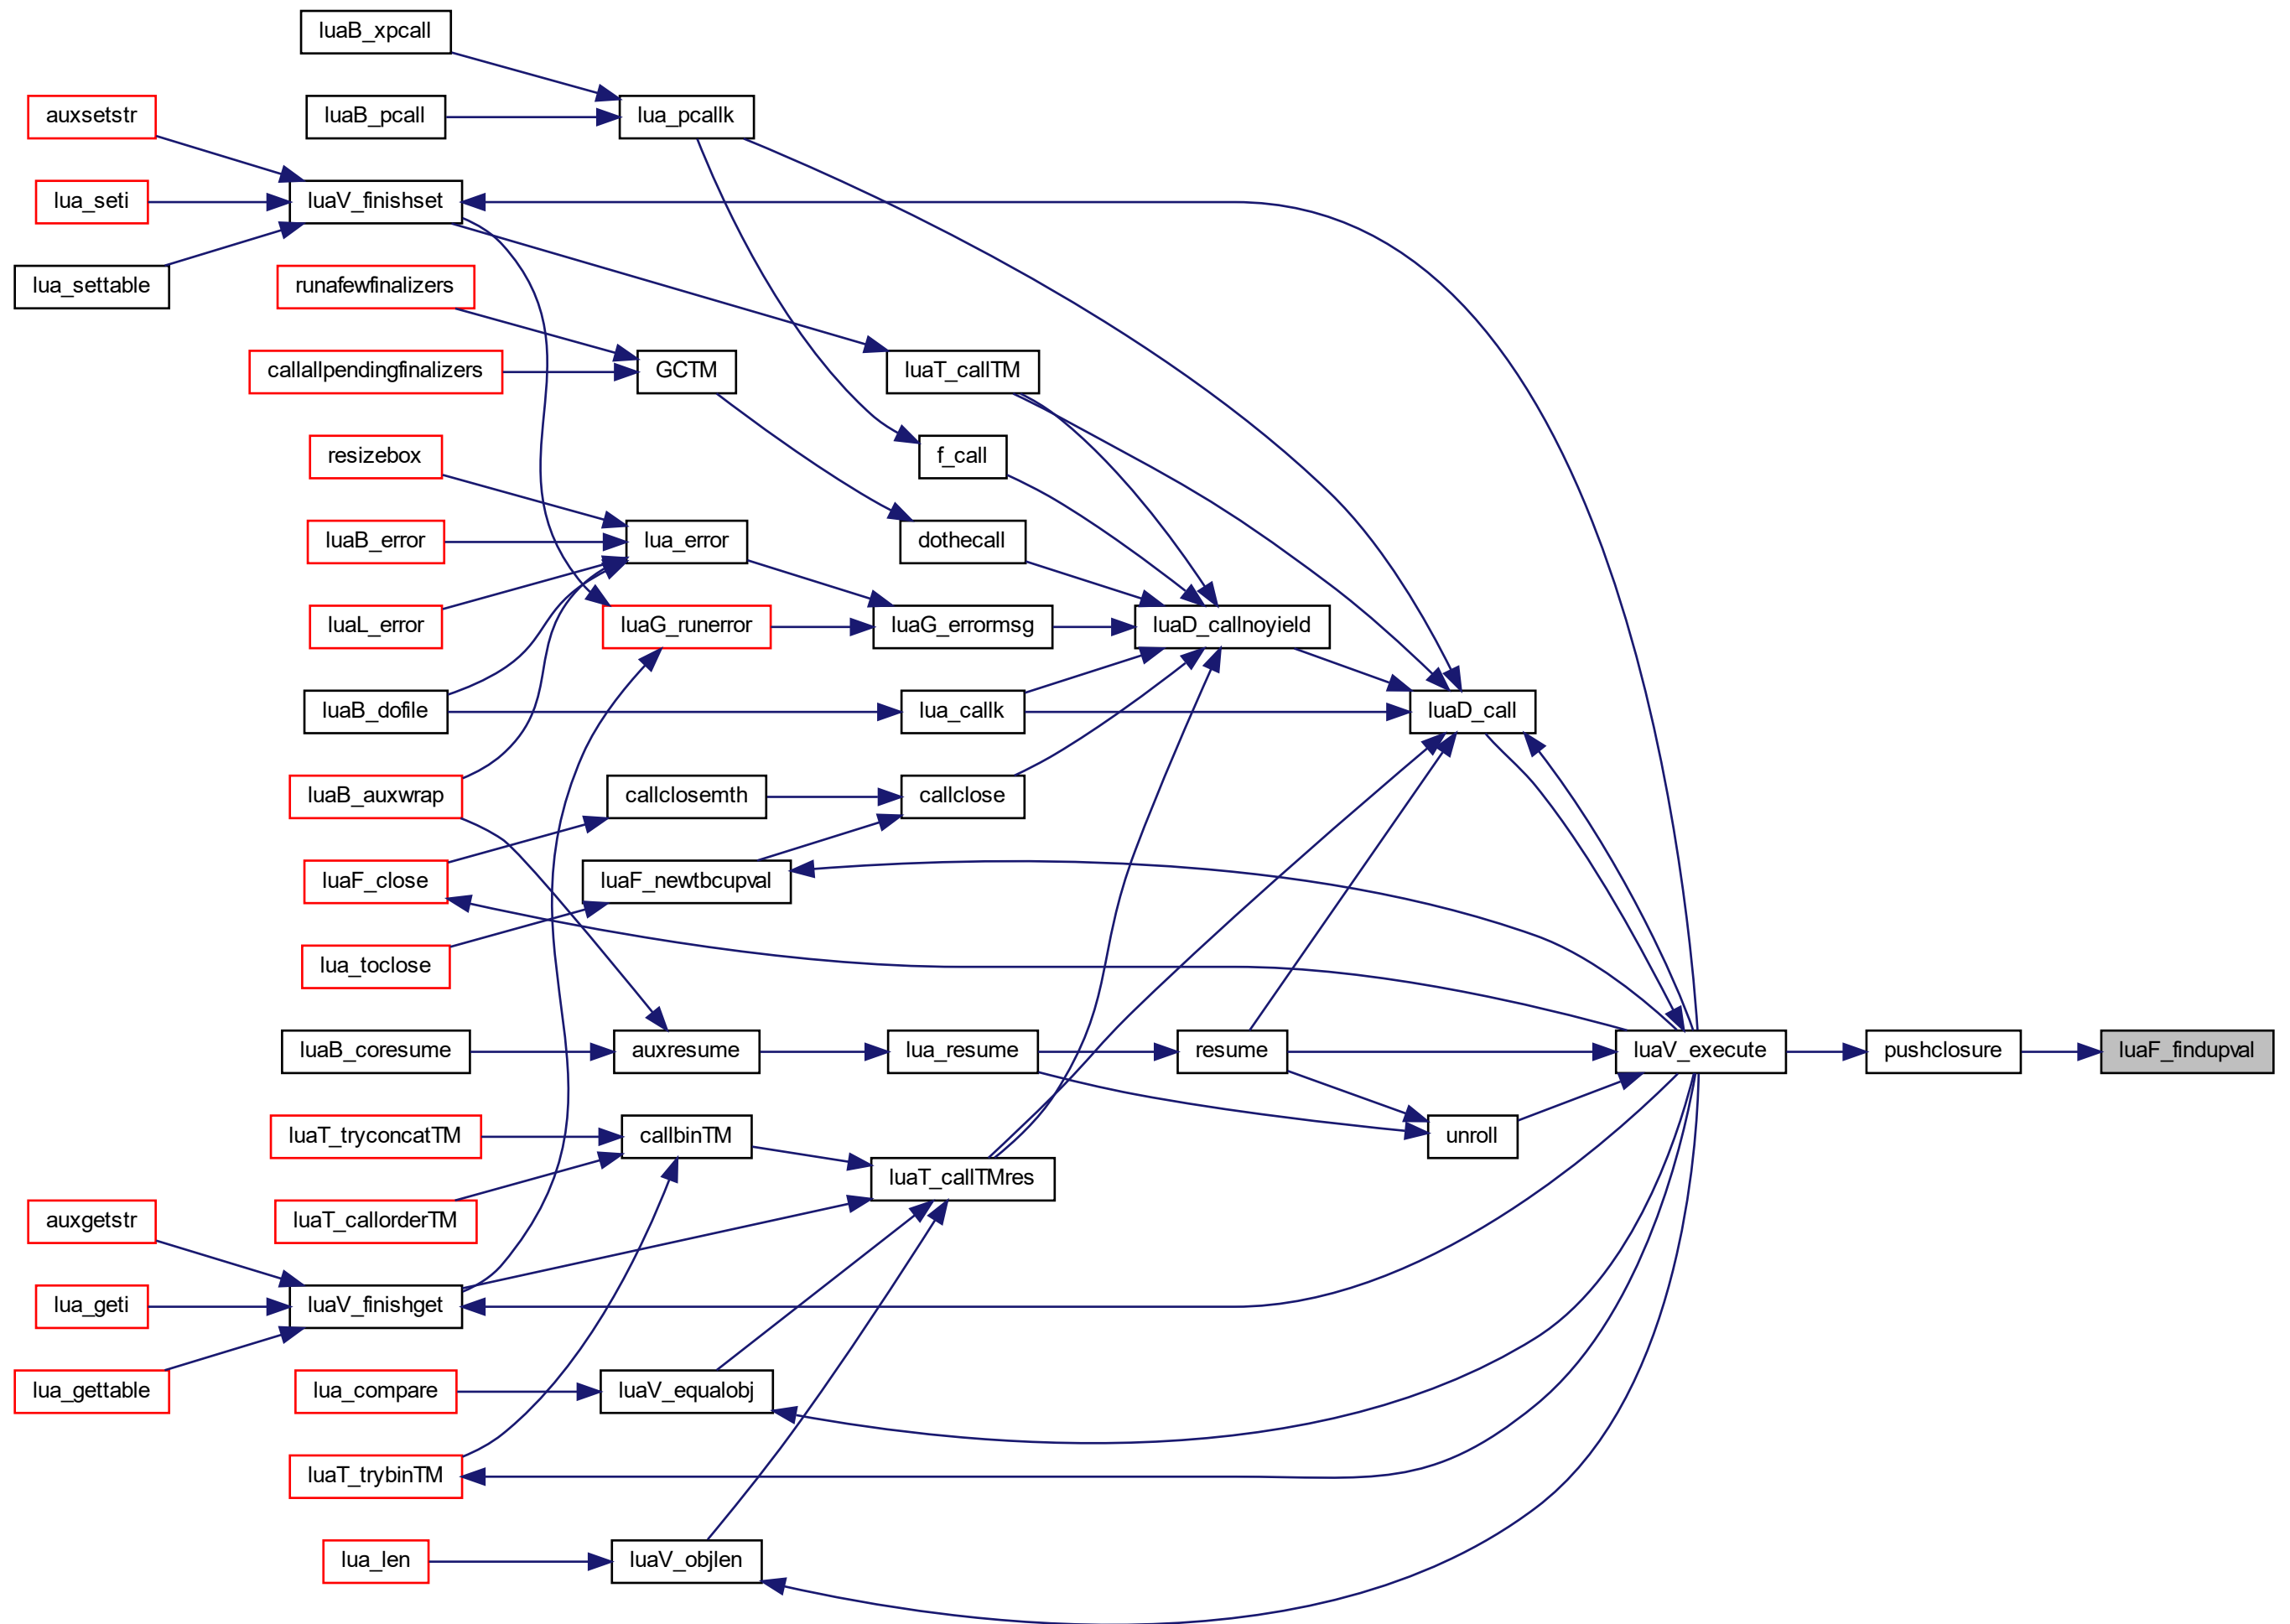 luaB_xpcall
auxsetstr
luaB_pcall
lua_pcallk
lua_seti
luaV_finishset
lua_settable
runafewfinalizers
callallpendingfinalizers
GCTM
luaT_callTM
resizebox
f_call
luaB_error
lua_error
dothecall
luaL_error
luaG_runerror
luaG_errormsg
luaD_callnoyield
luaB_dofile
lua_callk
luaD_call
luaB_auxwrap
callclosemth
callclose
luaF_close
luaF_newtbcupval
lua_toclose
luaB_coresume
auxresume
lua_resume
resume
luaV_execute
pushclosure
luaF_findupval
luaT_tryconcatTM
callbinTM
unroll
luaT_callTMres
auxgetstr
luaT_callorderTM
lua_geti
luaV_finishget
lua_gettable
lua_compare
luaV_equalobj
luaT_trybinTM
lua_len
luaV_objlen